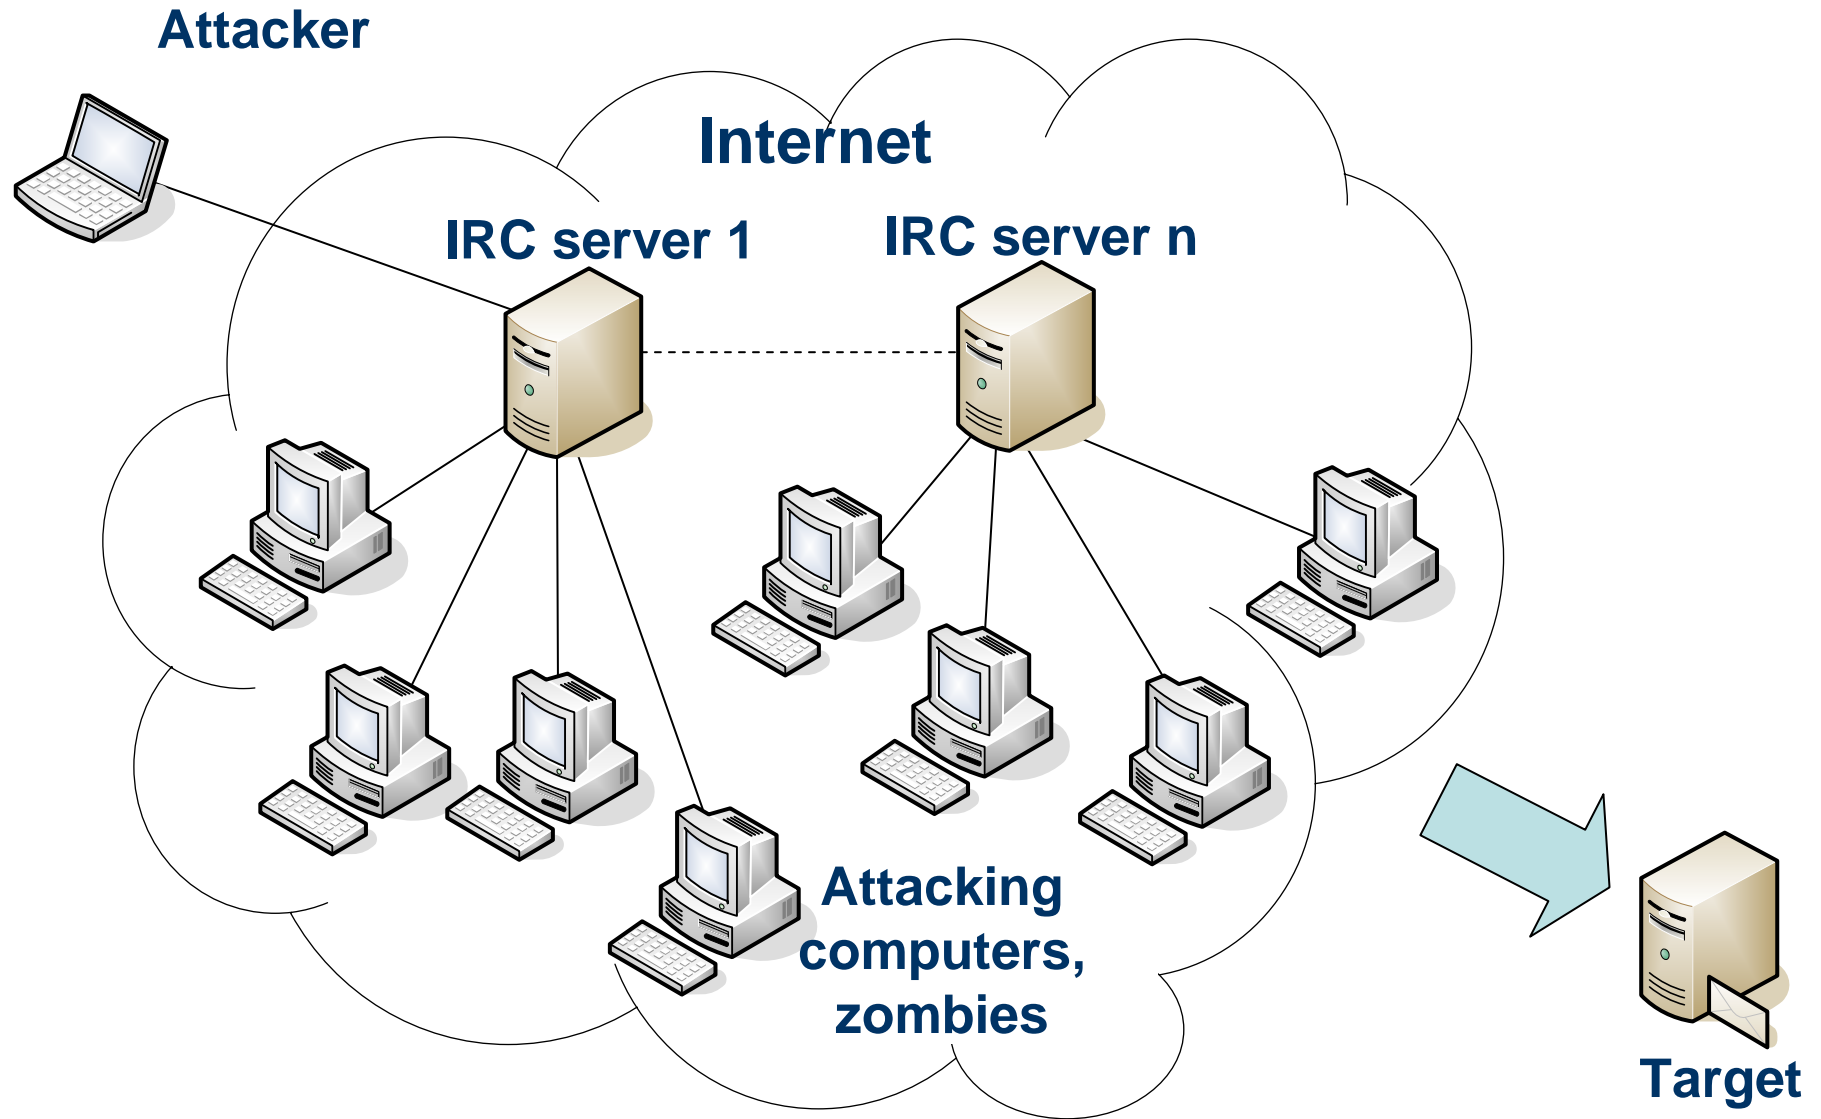 Attacker
Internet
IRC server 1
IRC server n
Attacking
computers,
zombies
Target